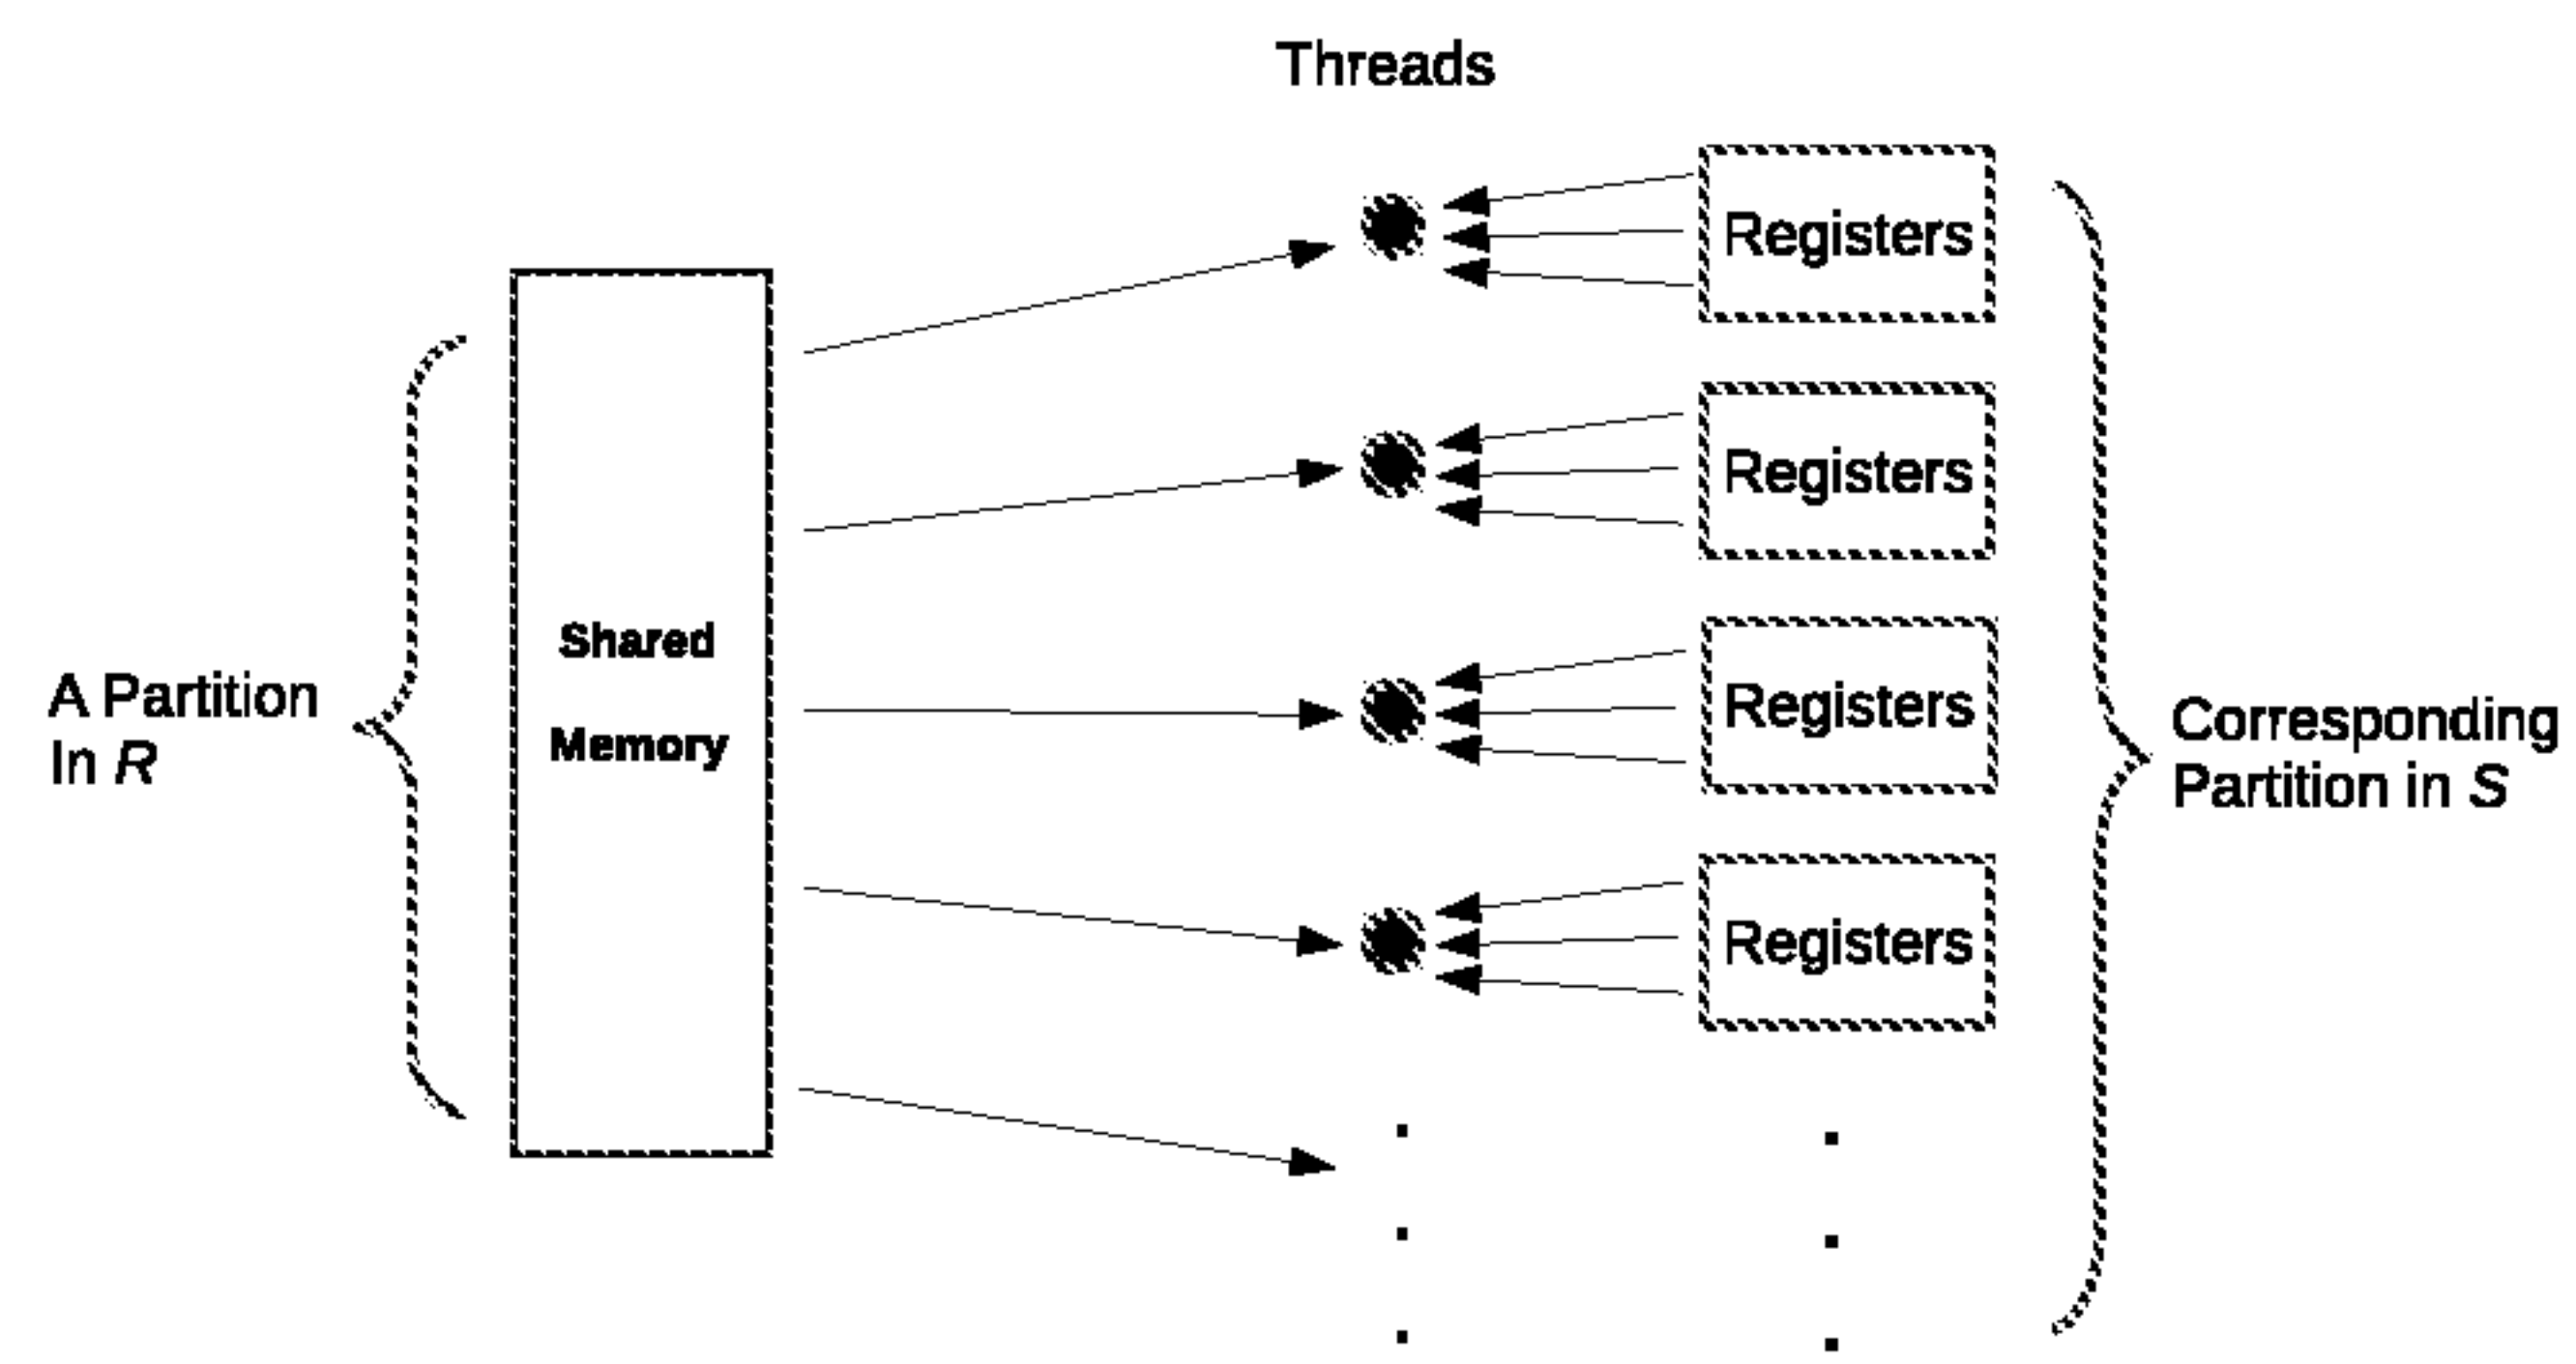 Threads
Registers
Registers
Shared
Memory
A Partition
In R
Registers
Corresponding
Partition in S
Registers